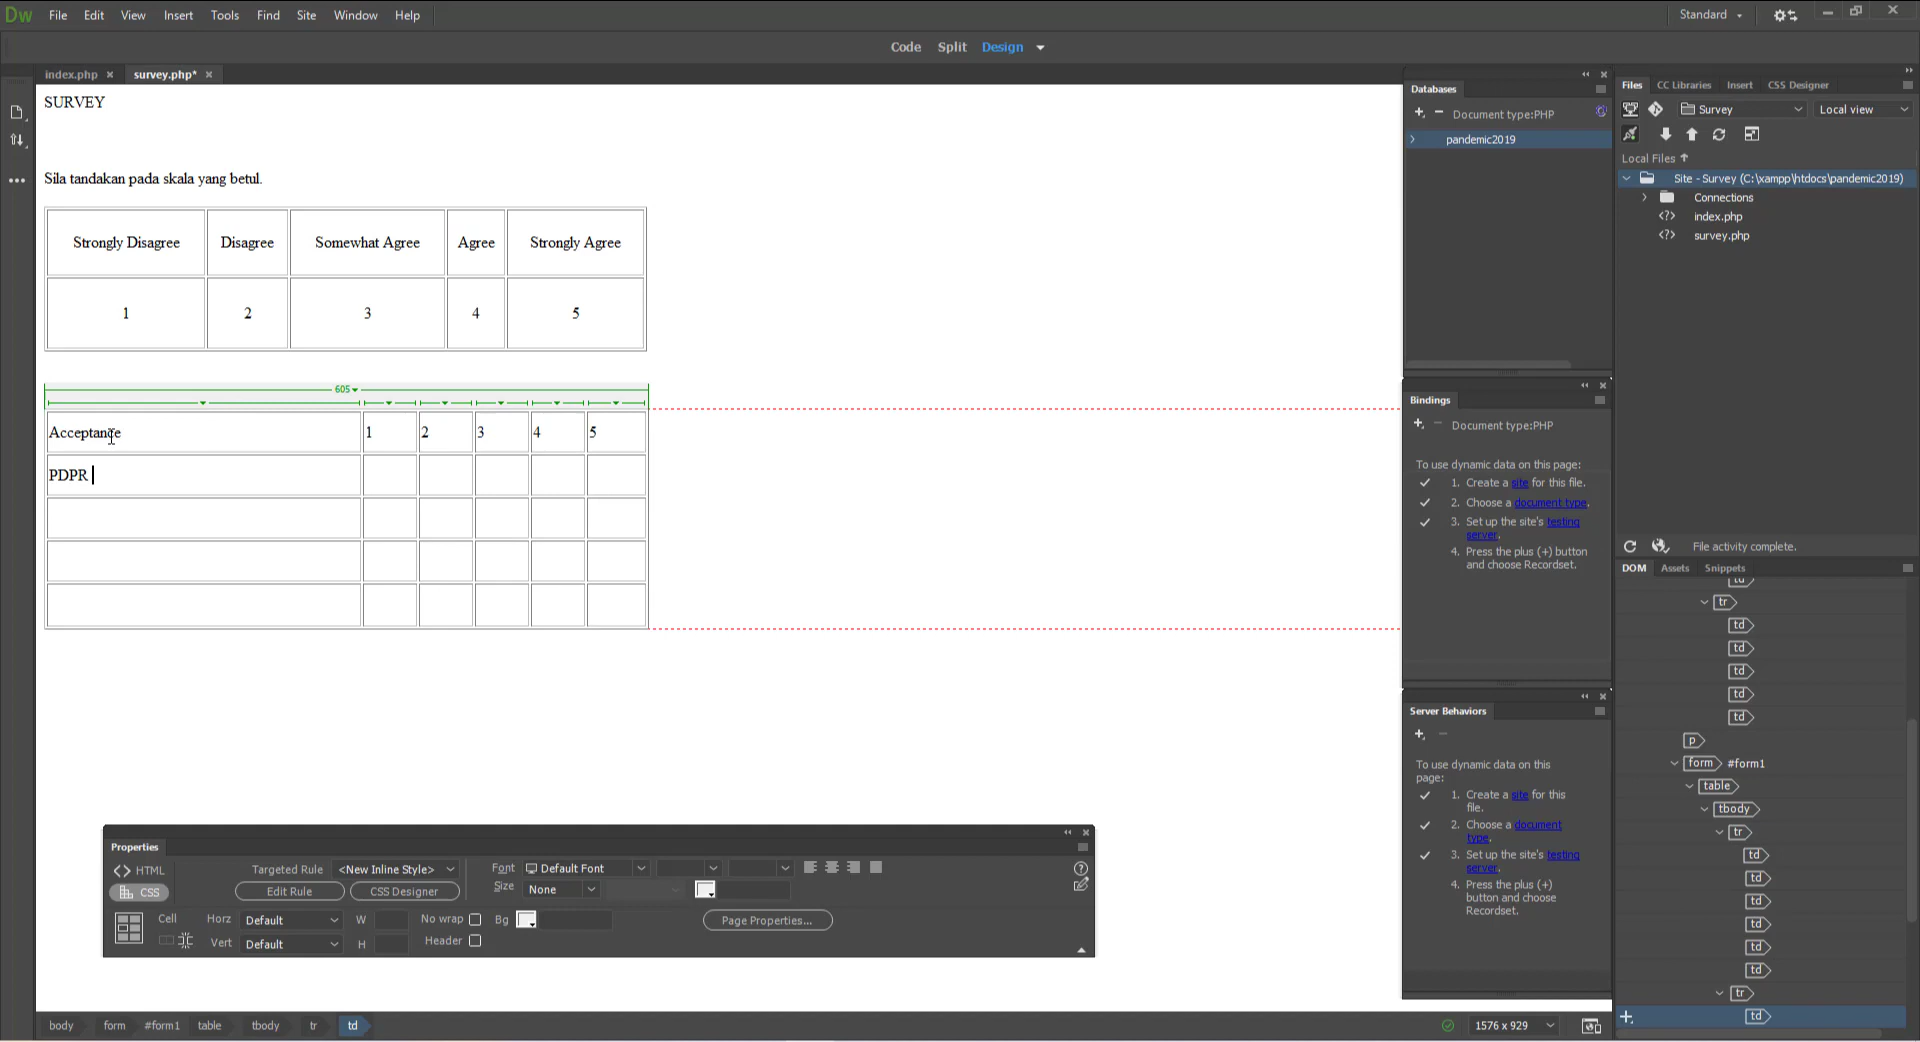 Dw File Edit View Insert Tools Find Site Window Help Standard
Code Split Design
index.php survey.php*
SURVEY
Sila tandakan pada skala yang betul.
Strongly Disagree Disagree Somewhat Agree Agree Strongly Agree
1 2 3 4 5
605
Acceptance 1 2 3 4 5
PDPR
Properties
HTML
CSS
Targeted Rule <New Inline Style>
Edit Rule CSS Designer
Font Default Font
Size None
Cell Horz Default W No wrap Bg Page Properties...
Vert Default H Header
body form #form1 table tbody tr td
1576 x 929
Databases
Document type:PHP
pandemic2019
Bindings
Document type:PHP
To use dynamic data on this page:
1. Create a site for this file.
2. Choose a document type.
3. Set up the site's testing
server.
4. Press the plus (+) button
and choose Recordset.
Server Behaviors
To use dynamic data on this
page:
1. Create a site for this
file.
2. Choose a document
type.
3. Set up the site's testing
server.
4. Press the plus (+)
button and choose
Recordset.
Files CC Libraries Insert CSS Designer
Survey Local view
Local Files
Site - Survey (C:\xampp\htdocs\pandemic2019)
Connections
index.php
survey.php
File activity complete.
DOM Assets Snippets
td
tr
td
td
td
td
td
p
form #form1
table
tbody
tr
td
td
td
td
td
td
tr
td